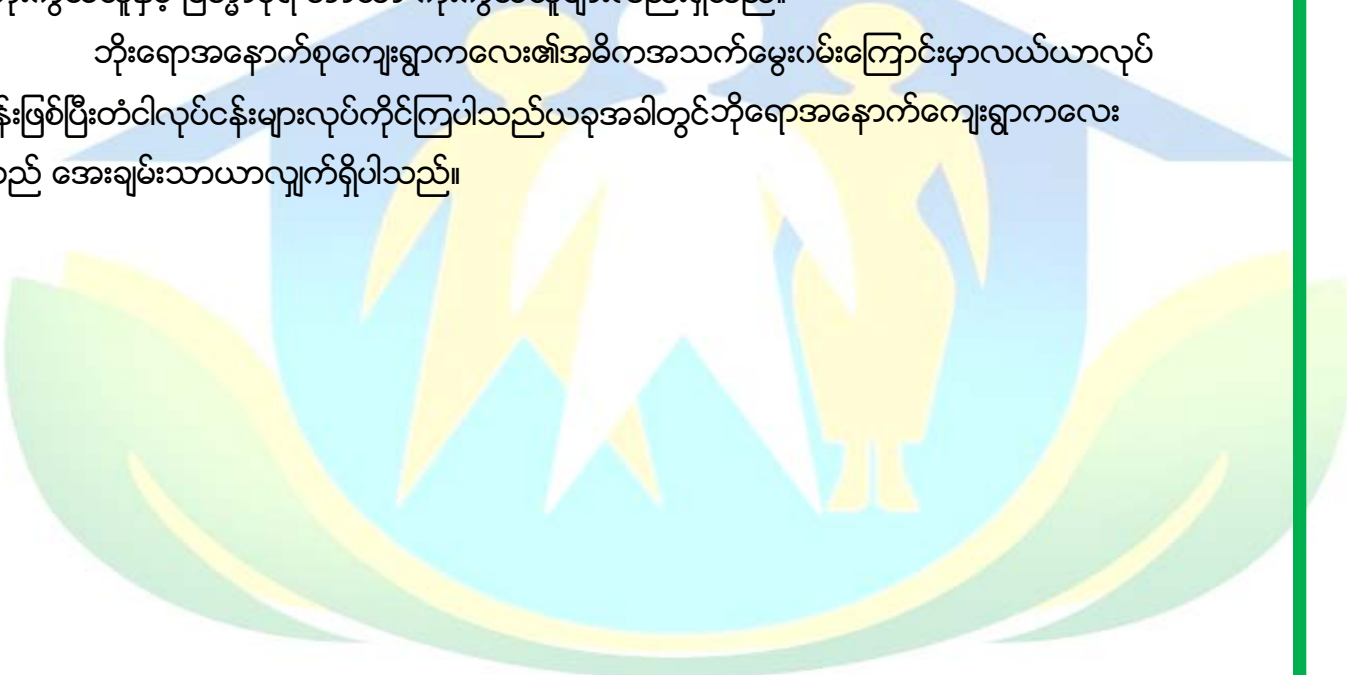 ဘိုးရောအနောက်စုကျေးရွာကလေး၏အဓိကအသက်မွေးဝမ်းကြောင်းမှာလယ်ယာလုပ်
န်းဖြစ်ပြီးတံငါလုပ်ငန်းများလုပ်ကိုင်ကြပါသည်ယခုအခါတွင်ဘိုရောအနောက်ကျေးရွာကလေး
အေးချမ်းသာယာလျှက်ရှိပါသည်။